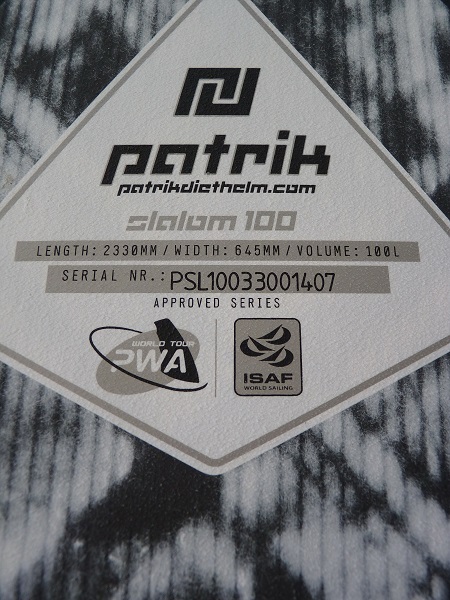 patrik
patrikdiethelm.com
slalom 100
LENGTH: 2330MM / WIDTH: 645MM / VOLUME: 100L
SERIAL NR.: PSL10033001407
APPROVED SERIES
WORLD TOUR
PWA
ISAF
WORLD SAILING